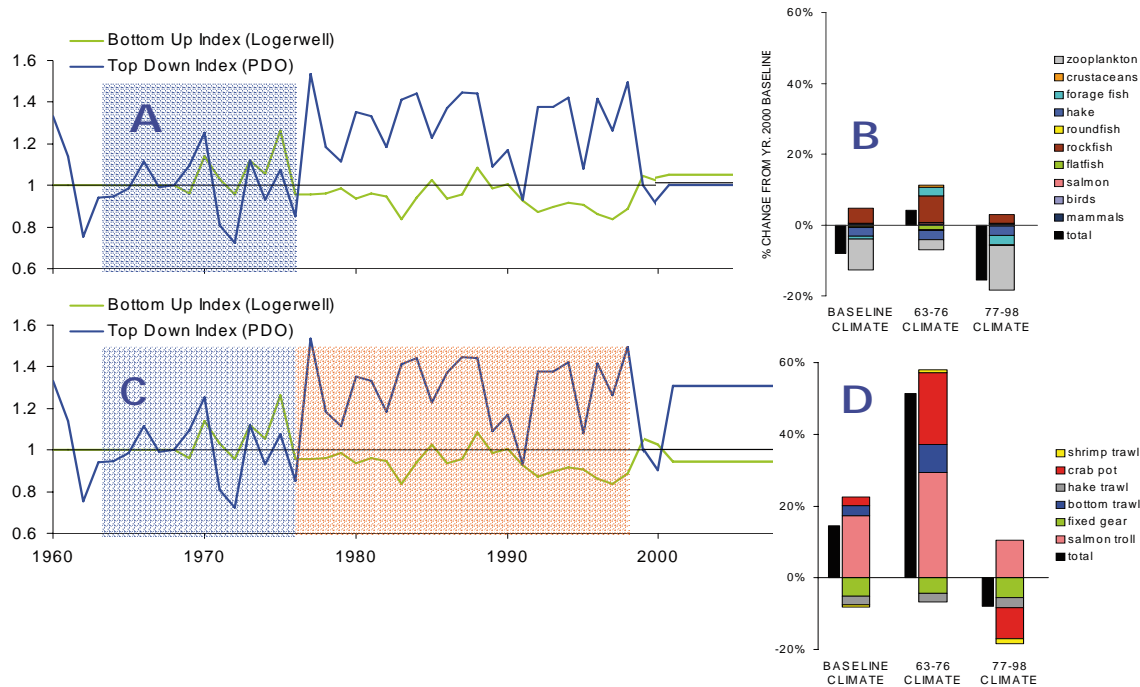 Bottom Up Index (Logerwell)
Top Down Index (PDO)
1.6
1.4
1.2
1
0.8
0.6
A
Bottom Up Index (Logerwell)
Top Down Index (PDO)
1.6
1.4
1.2
1
0.8
0.6
C
1960
1970
1980
1990
2000
% CHANGE FROM YR. 2000 BASELINE
60%
40%
20%
0%
-20%
B
BASELINE
CLIMATE
63-76
CLIMATE
77-98
CLIMATE
zooplankton
crustaceans
forage fish
hake
roundfish
rockfish
flatfish
salmon
birds
mammals
total
60%
40%
20%
0%
-20%
D
BASELINE
CLIMATE
63-76
CLIMATE
77-98
CLIMATE
shrimp trawl
crab pot
hake trawl
bottom trawl
fixed gear
salmon troll
total